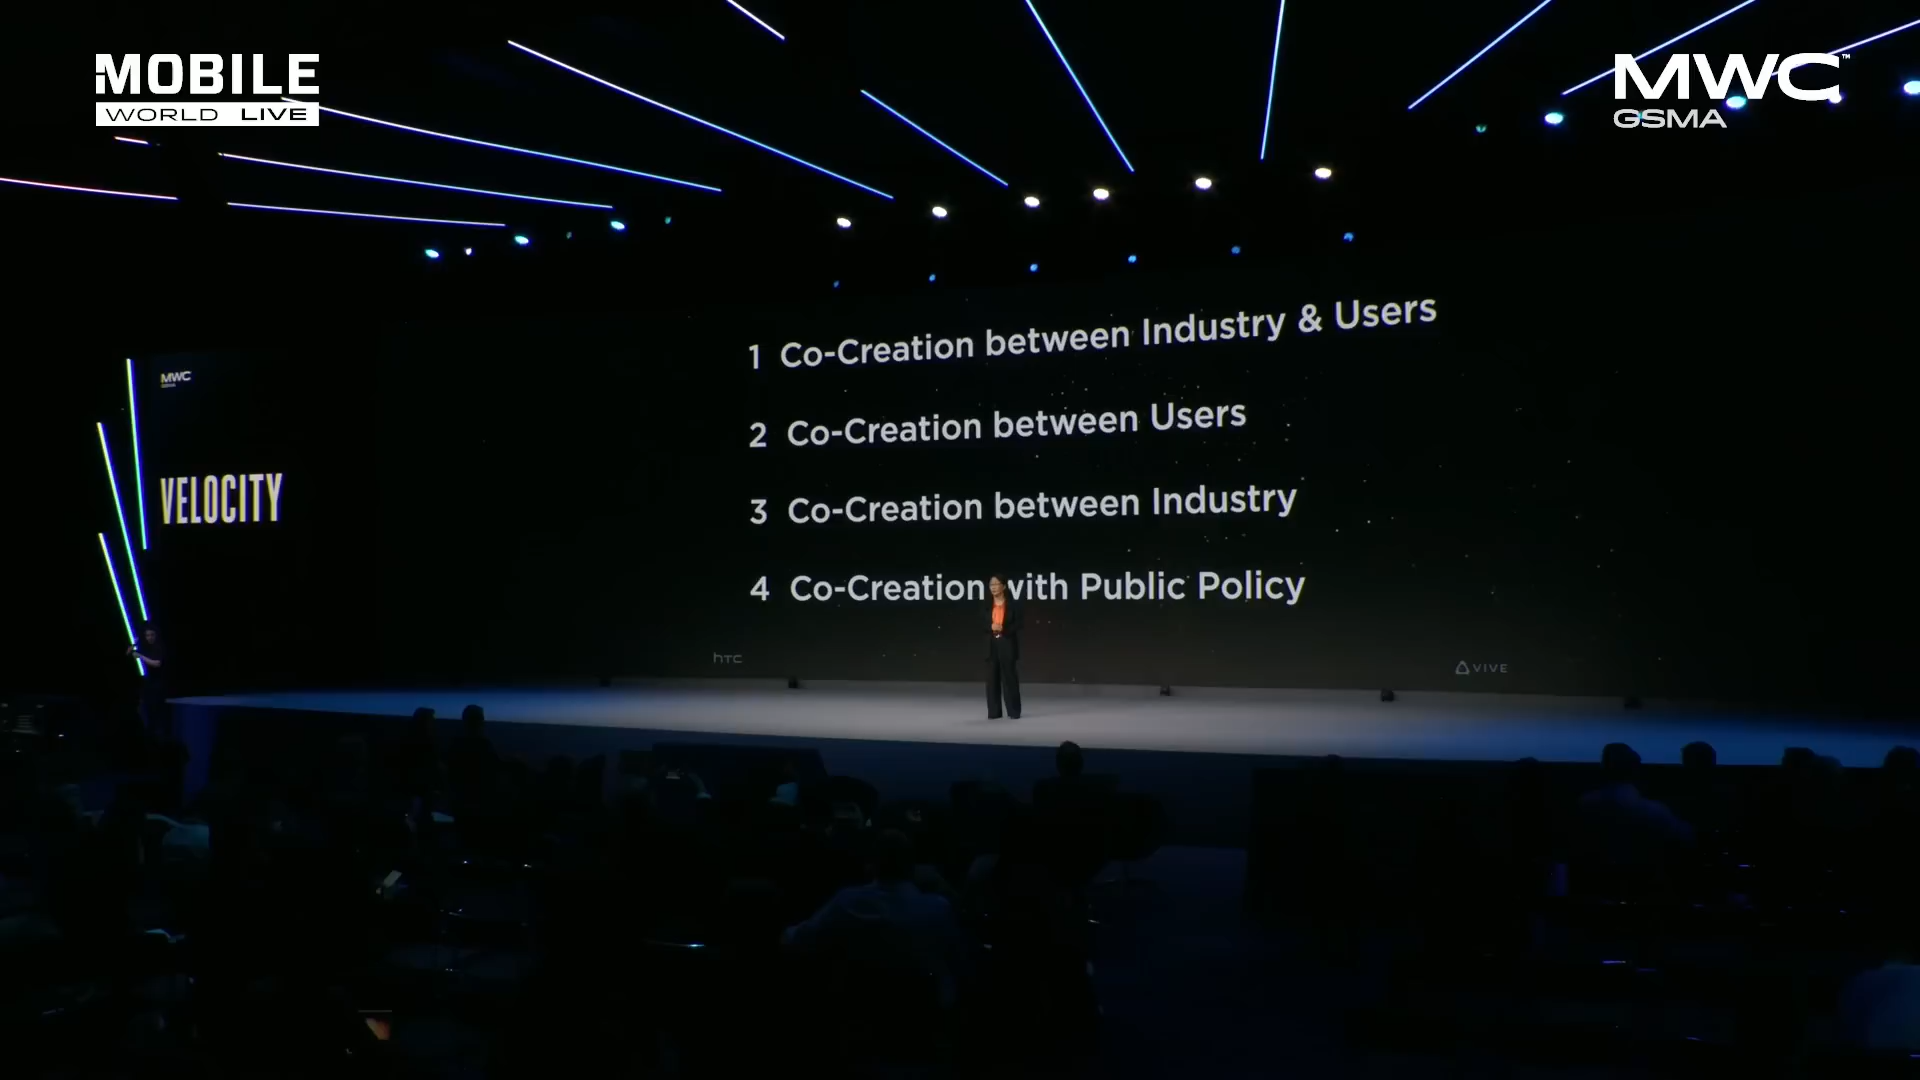 MOBILE
WORLD LIVE
MWC™
GSMA
MWC
VELOCITY
1 Co-Creation between Industry & Users
2 Co-Creation between Users
3 Co-Creation between Industry
4 Co-Creation with Public Policy
hTC
VIVE